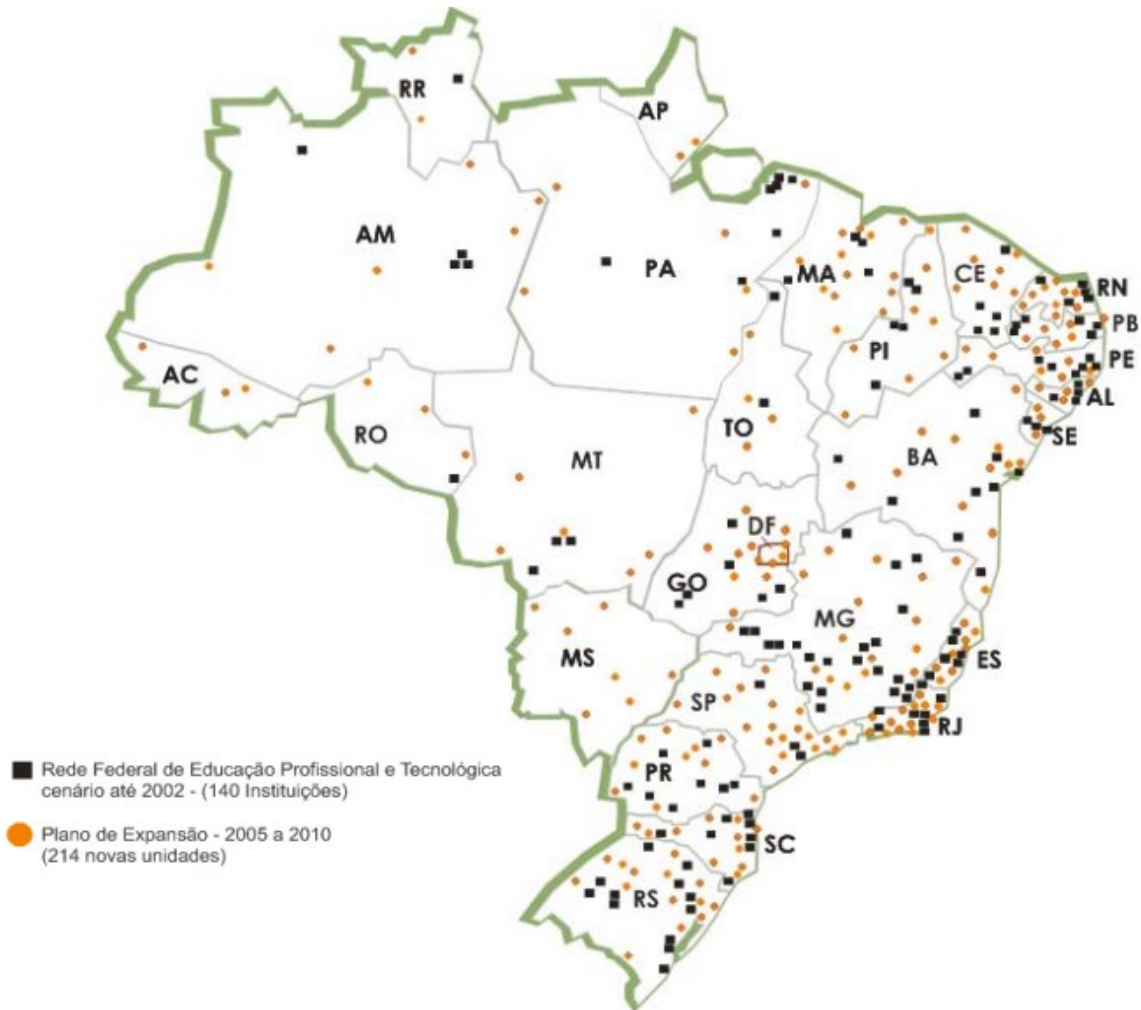 RR
AP
AM
PA
MA
CE
RN
PB
PE
AL
SE
PI
AC
RO
TO
BA
MT
DF
GO
MG
ES
MS
SP
RJ
PR
SC
RS
Rede Federal de Educação Profissional e Tecnológica
cenário até 2002 - (140 Instituições)
Plano de Expansão - 2005 a 2010
(214 novas unidades)